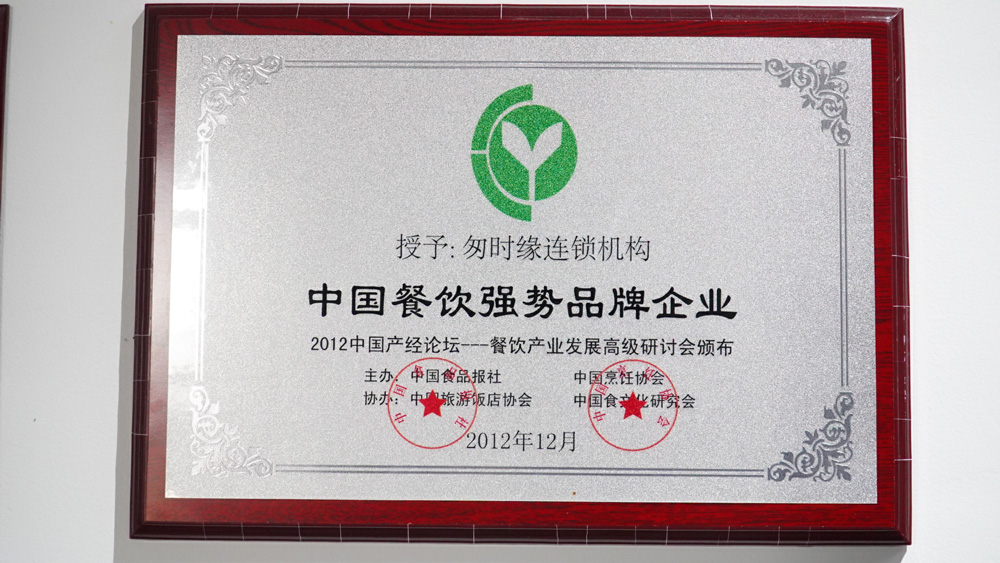 授予: 匆时缘连锁机构
中国餐饮强势品牌企业
2012中国产经论坛---餐饮产业发展高级研讨会颁布
主办: 中国食品报社 中国烹饪协会
协办: 中国旅游饭店协会 中国食文化研究会
2012年12月